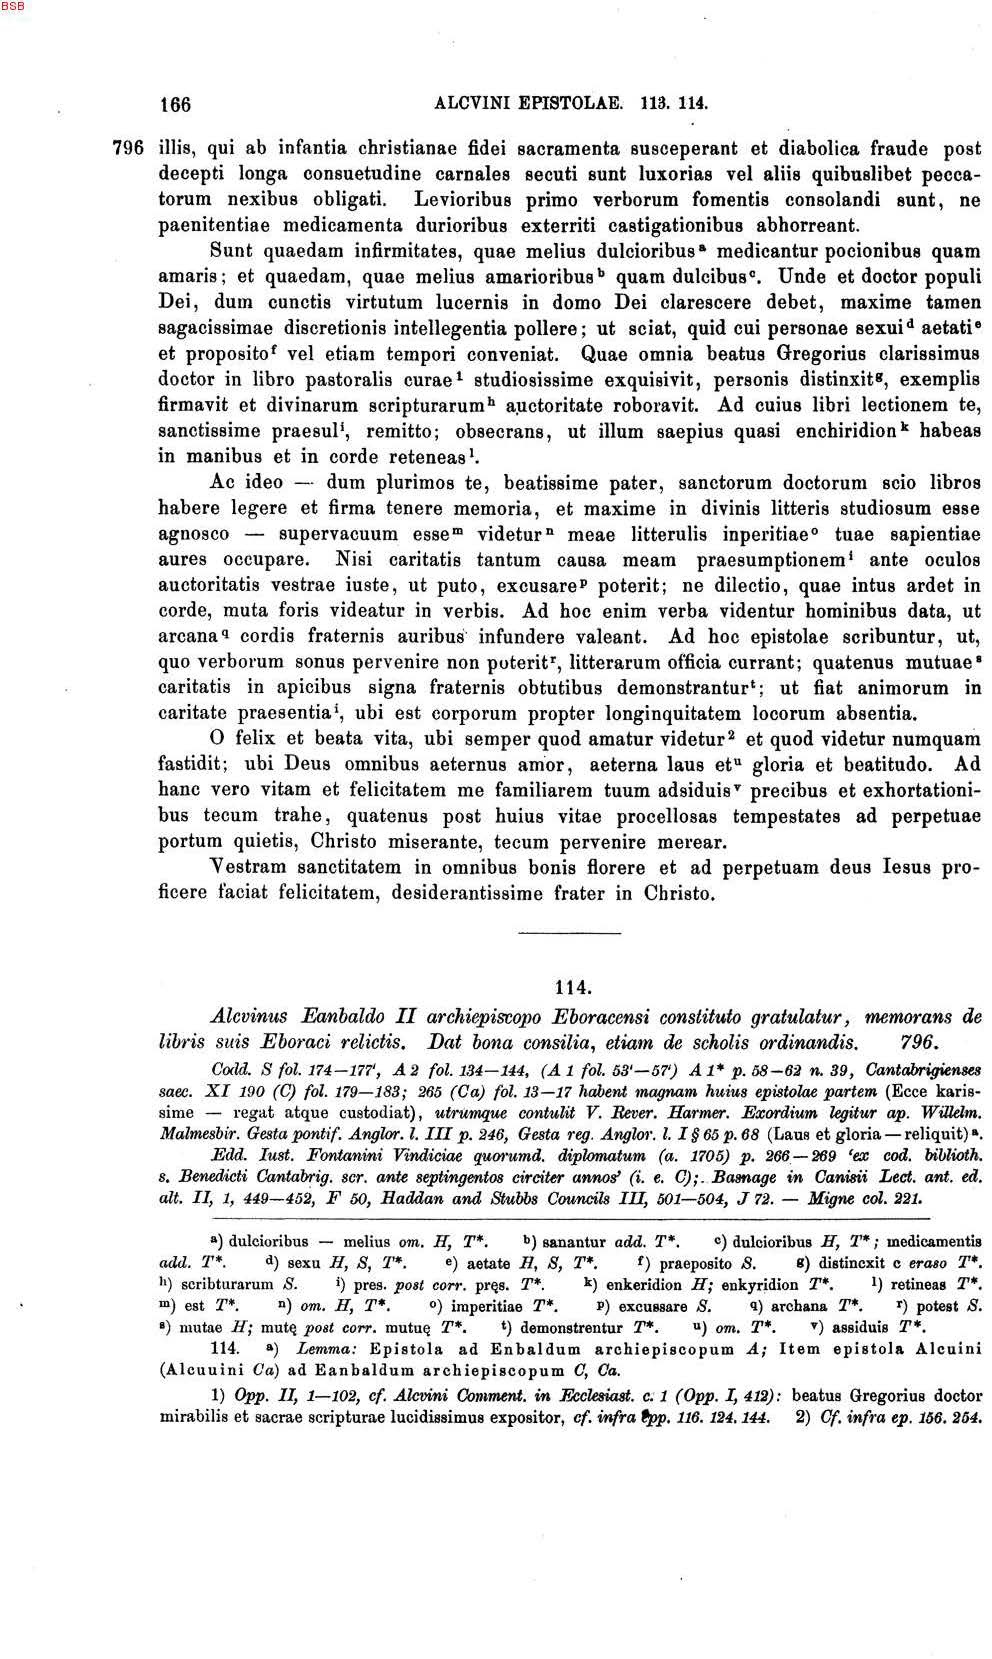 BSB
166 ALCVINI EPISTOLAE. 113. 114.
796 illis, qui ab infantia christianae fidei sacramenta susceperant et diabolica fraude post
decepti longa consuetudine carnales secuti sunt luxorias vel aliis quibuslibet pecca-
torum nexibus obligati. Levioribus primo verborum fomentis consolandi sunt, ne
paenitentiae medicamenta durioribus exterriti castigationibus abhorreant.
Sunt quaedam infirmitates, quae melius dulcioribus a medicantur pocionibus quam
amaris; et quaedam, quae melius amarioribus b quam dulcibus c. Unde et doctor populi
Dei, dum cunctis virtutum lucernis in domo Dei clarescere debet, maxime tamen
sagacissimae discretionis intellegentia pollere; ut sciat, quid cui personae sexui d aetati e
et proposito f vel etiam tempori conveniat. Quae omnia beatus Gregorius clarissimus
doctor in libro pastoralis curae 1 studiosissime exquisivit, personis distinxit g, exemplis
firmavit et divinarum scripturarum h auctoritate roboravit. Ad cuius libri lectionem te,
sanctissime praesul i, remitto; obsecrans, ut illum saepius quasi enchiridion k habeas
in manibus et in corde reteneas l.
Ac ideo — dum plurimos te, beatissime pater, sanctorum doctorum scio libros
habere legere et firma tenere memoria, et maxime in divinis litteris studiosum esse
agnosco — supervacuum esse m videtur n meae litterulis inperitiae o tuae sapientiae
aures occupare. Nisi caritatis tantum causa meam praesumptionem i ante oculos
auctoritatis vestrae iuste, ut puto, excusare p poterit; ne dilectio, quae intus ardet in
corde, muta foris videatur in verbis. Ad hoc enim verba videntur hominibus data, ut
arcana q cordis fraternis auribus infundere valeant. Ad hoc epistolae scribuntur, ut,
quo verborum sonus pervenire non poterit r, litterarum officia currant; quatenus mutuae s
caritatis in apicibus signa fraternis obtutibus demonstrantur t; ut fiat animorum in
caritate praesentia i, ubi est corporum propter longinquitatem locorum absentia.
O felix et beata vita, ubi semper quod amatur videtur 2 et quod videtur numquam
fastidit; ubi Deus omnibus aeternus amor, aeterna laus et u gloria et beatitudo. Ad
hanc vero vitam et felicitatem me familiarem tuum adsiduis v precibus et exhortationi-
bus tecum trahe, quatenus post huius vitae procellosas tempestates ad perpetuae
portum quietis, Christo miserante, tecum pervenire merear.
Vestram sanctitatem in omnibus bonis florere et ad perpetuam deus Iesus pro-
ficere faciat felicitatem, desiderantissime frater in Christo.
114.
Alcvinus Eanbaldo II archiepiscopo Eboracensi constituto gratulatur, memorans de
libris suis Eboraci relictis. Dat bona consilia, etiam de scholis ordinandis. 796.
Codd. S fol. 174—177', A 2 fol. 134—144, (A 1 fol. 53'—57') A 1* p. 58—62 n. 39, Cantabrigienses
saec. XI 190 (C) fol. 179—183; 265 (Ca) fol. 13—17 habent magnam huius epistolae partem (Ecce karis-
sime — regat atque custodiat), utrumque contulit V. Rever. Harmer. Exordium legitur ap. Willelm.
Malmesbir. Gesta pontif. Anglor. l. III p. 246, Gesta reg. Anglor. l. I § 65 p. 68 (Laus et gloria — reliquit) a.
Edd. Iust. Fontanini Vindiciae quorumd. diplomatum (a. 1705) p. 266—269 ‘ex cod. biblioth.
s. Benedicti Cantabrig. scr. ante septingentos circiter annos’ (i. e. C); Basnage in Canisii Lect. ant. ed.
alt. II, 1, 449—452, F 50, Haddan and Stubbs Councils III, 501—504, J 72. — Migne col. 221.
a) dulcioribus — melius om. H, T*. b) sanantur add. T*. c) dulcioribus H, T*; medicamentis
add. T*. d) sexu H, S, T*. e) aetate H, S, T*. f) praeposito S. g) distincxit c eraso T*.
h) scribturarum S. i) pres. post corr. pręs. T*. k) enkeridion H; enkyridion T*. l) retineas T*.
m) est T*. n) om. H, T*. o) imperitiae T*. p) excussare S. q) archana T*. r) potest S.
s) mutae H; mutę post corr. mutuę T*. t) demonstrentur T*. u) om. T*. v) assiduis T*.
114. a) Lemma: Epistola ad Enbaldum archiepiscopum A; Item epistola Alcuini
(Alcuuini Ca) ad Eanbaldum archiepiscopum C, Ca.
1) Opp. II, 1—102, cf. Alcvini Comment. in Ecclesiast. c. 1 (Opp. I, 412): beatus Gregorius doctor
mirabilis et sacrae scripturae lucidissimus expositor, cf. infra epp. 116. 124. 144. 2) Cf. infra ep. 156. 254.